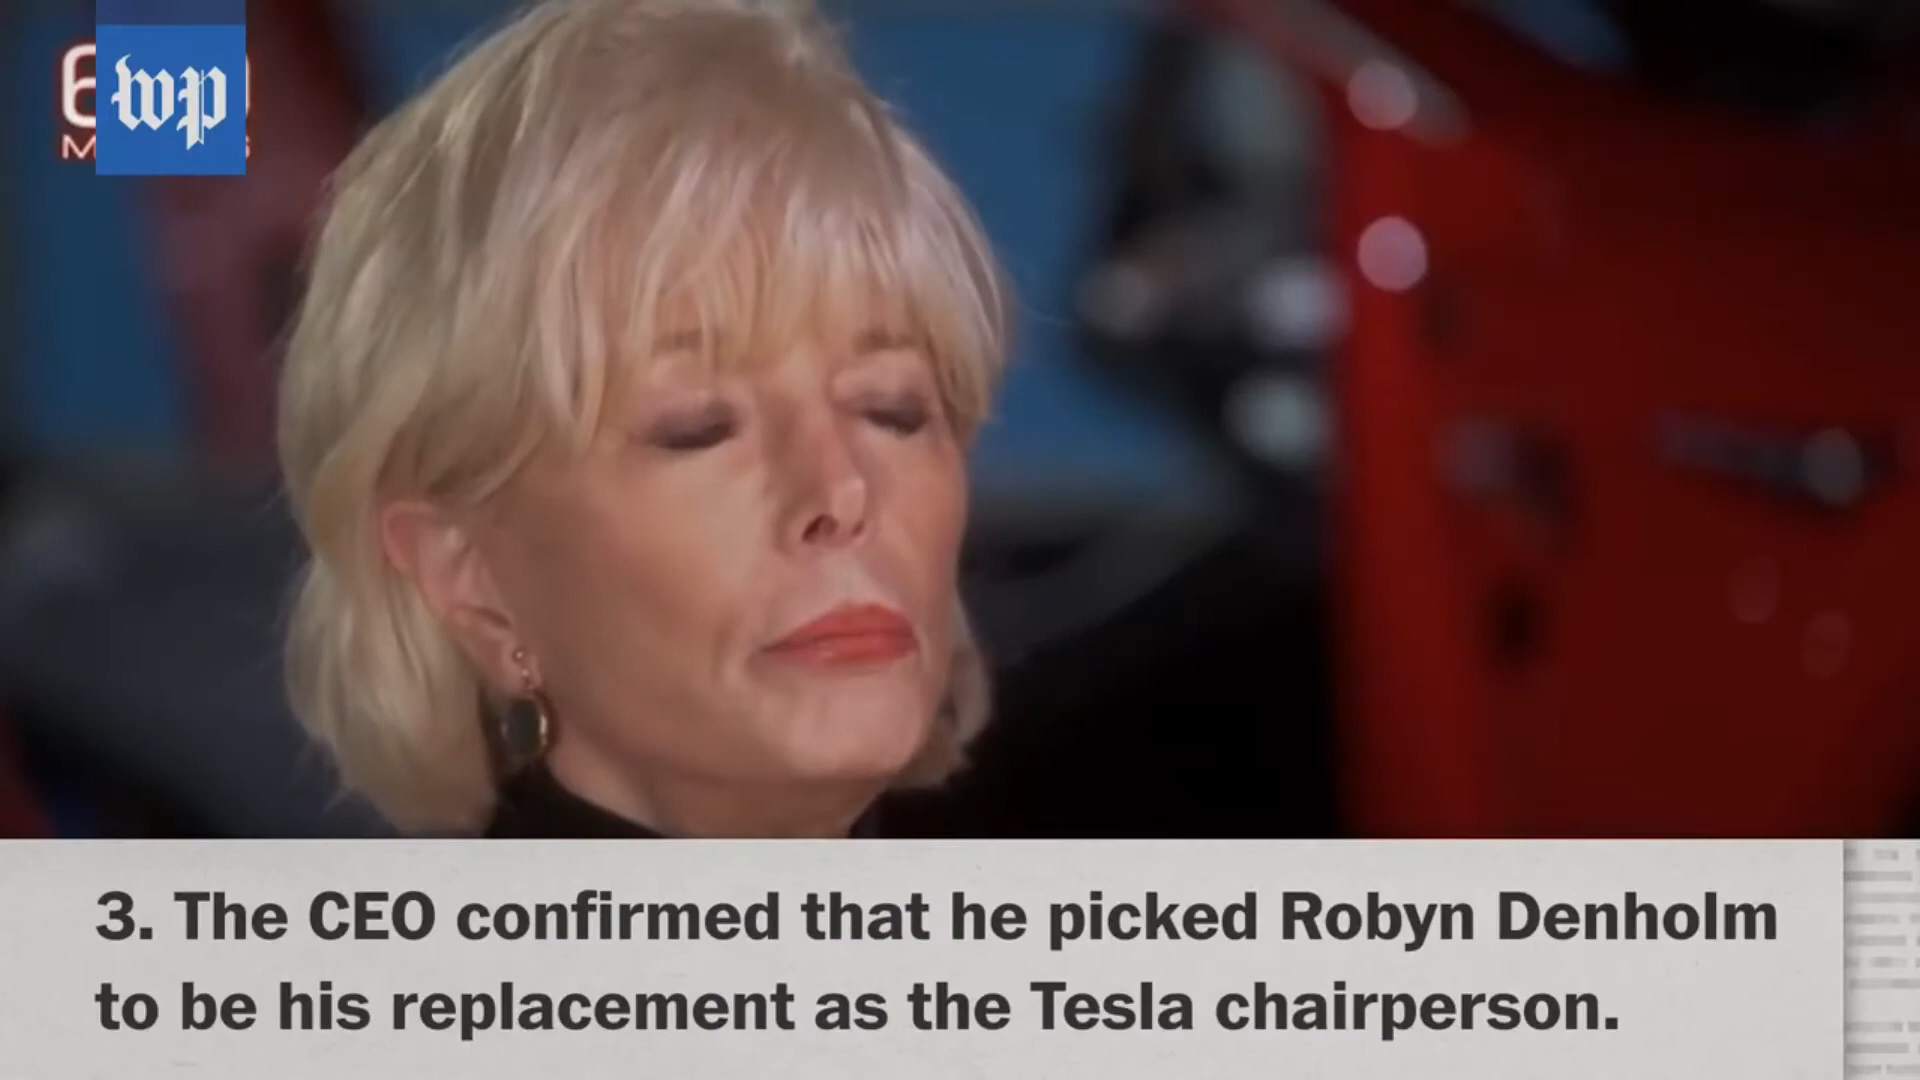 wp
3. The CEO confirmed that he picked Robyn Denholm
to be his replacement as the Tesla chairperson.